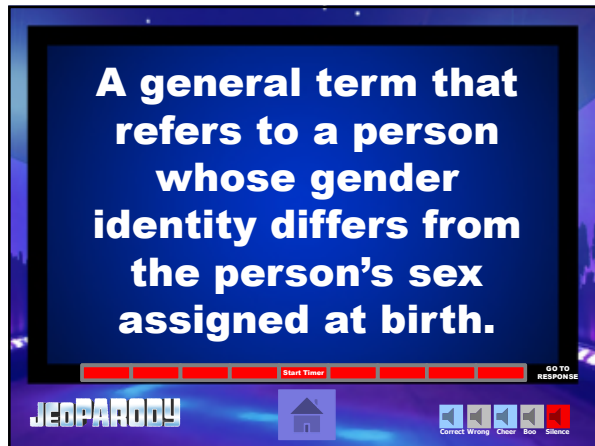 A general term that
refers to a person
whose gender
identity differs from
the person’s sex
assigned at birth.
Start Timer
GO TO
RESPONSE
JEOPARODY
Correct Wrong Cheer Boo Silence